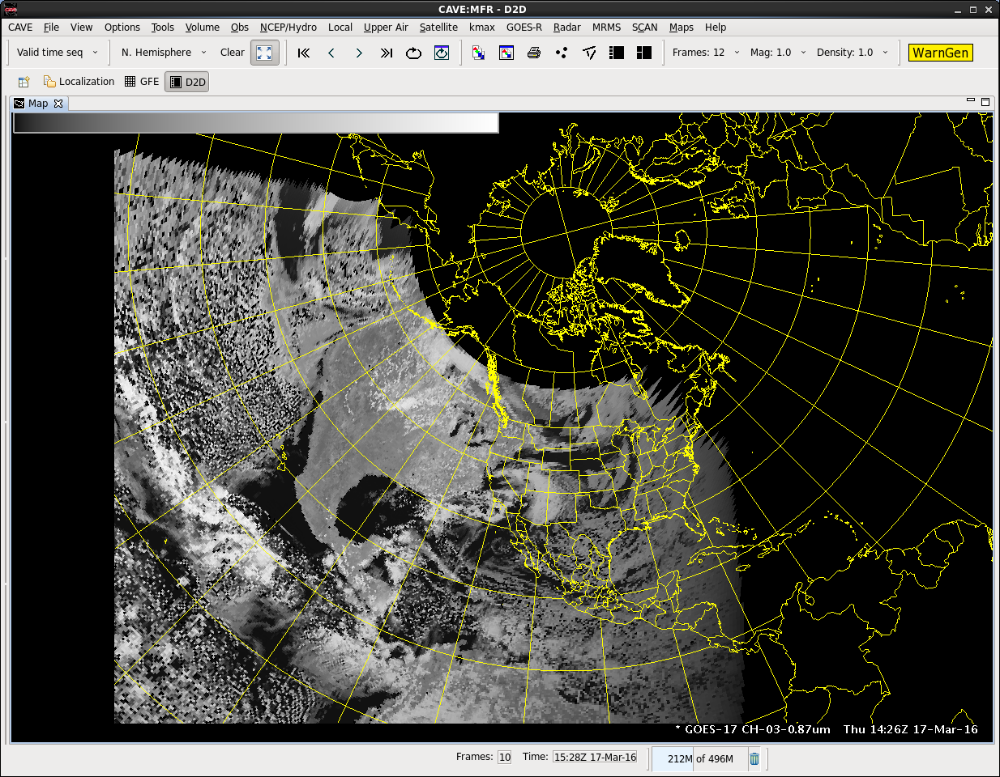 CAVE:MFR - D2D
CAVE File View Options Tools Volume Obs NCEP/Hydro Local Upper Air Satellite kmax GOES-R Radar MRMS SCAN Maps Help
Valid time seq N. Hemisphere Clear Frames: 12 Mag: 1.0 Density: 1.0 WarnGen
Localization GFE D2D
Map
* GOES-17 CH-03-0.87um Thu 14:26Z 17-Mar-16
Frames: 10 Time: 15:28Z 17-Mar-16 212M of 496M